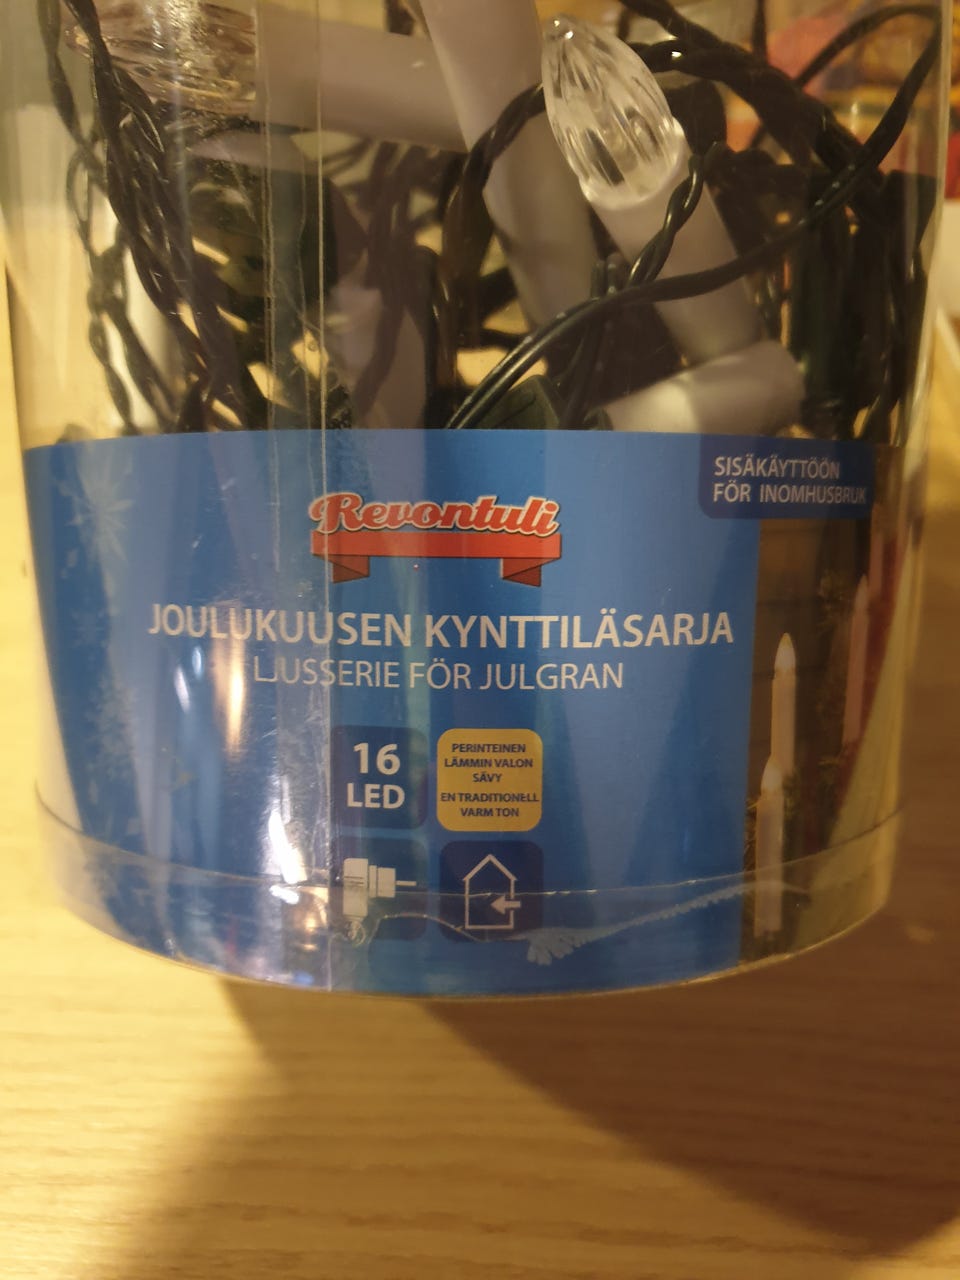 SISÄKÄYTTÖÖN
FÖR INOMHUSBRUK
Revontuli
JOULUKUUSEN KYNTTILÄSARJA
LJUSSERIE FÖR JULGRAN
16
LED
PERINTEINEN
LÄMMIN VALON
SÄVY
EN TRADITIONELL
VARM TON